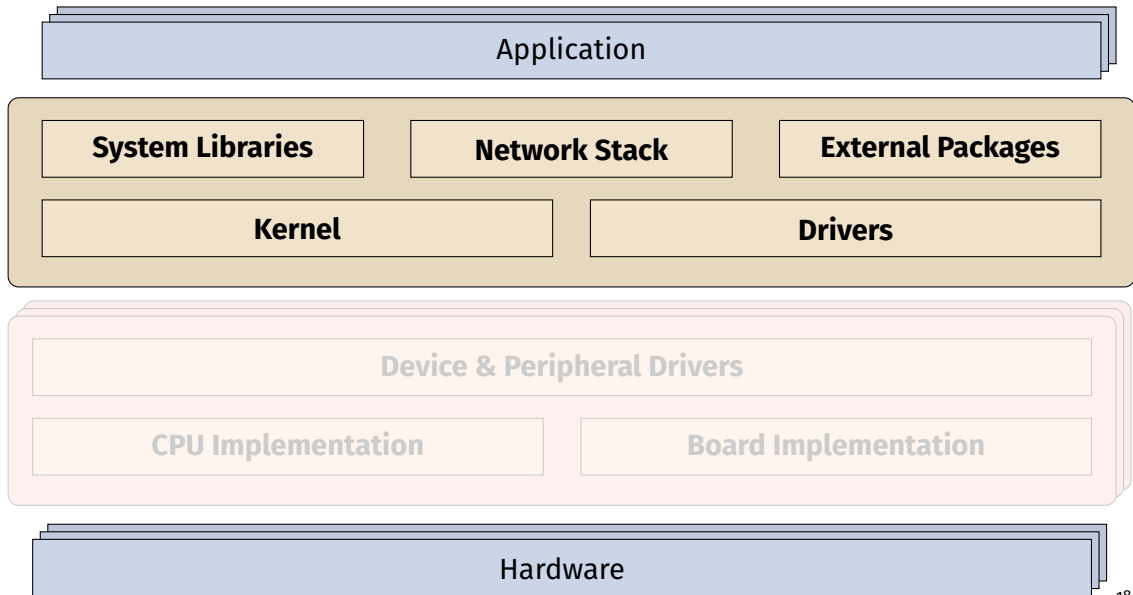 Application
System Libraries
Network Stack
External Packages
Kernel
Drivers
Device & Peripheral Drivers
CPU Implementation
Board Implementation
Hardware